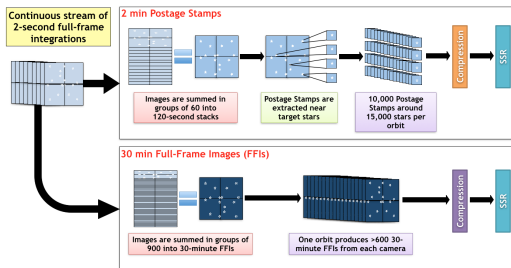 Continuous stream of
2-second full-frame
integrations
2 min Postage Stamps
Images are summed in
groups of 60 into
120-second stacks
Postage Stamps are
extracted near
target stars
10,000 Postage
Stamps around
15,000 stars per
orbit
Compression
SSR
30 min Full-Frame Images (FFIs)
Images are summed in groups of
900 into 30-minute FFIs
One orbit produces >600 30-
minute FFIs from each camera
Compression
SSR